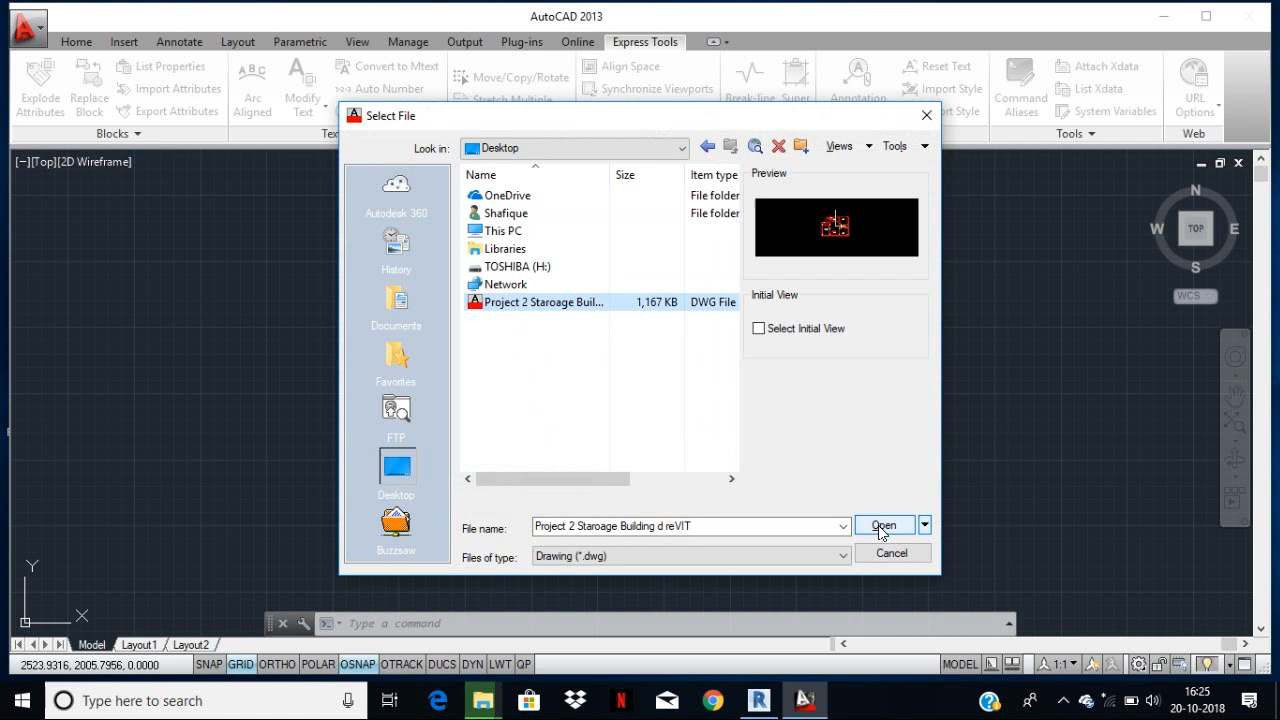 AutoCAD 2013
Home Insert Annotate Layout Parametric View Manage Output Plug-ins Online Express Tools
Explode Attributes
Replace Block
List Properties
Import Attributes
Export Attributes
Blocks
Arc Aligned
Modify Text
Convert to Mtext
Auto Number
Move/Copy/Rotate
Stretch Multiple
Align Space
Synchronize Viewports
Break-line
Super
Annotation
Reset Text
Import Style
Command Aliases
Attach Xdata
List Xdata
System Variables
Tools
URL Options
Web
[−][Top][2D Wireframe]
Select File
Look in: Desktop
Views Tools
Name Size Item type
OneDrive File folder
Shafique File folder
This PC
Libraries
TOSHIBA (H:)
Network
Project 2 Staroage Buil... 1,167 KB DWG File
Autodesk 360
History
Documents
Favorites
FTP
Desktop
Buzzsaw
Preview
Initial View
Select Initial View
File name: Project 2 Staroage Building d reVIT Open
Files of type: Drawing (*.dwg) Cancel
N
W TOP E
S
WCS
Y
X
Type a command
Model Layout1 Layout2
2523.9316, 2005.7956, 0.0000 SNAP GRID ORTHO POLAR OSNAP OTRACK DUCS DYN LWT QP MODEL 1:1
Type here to search
16:25
20-10-2018